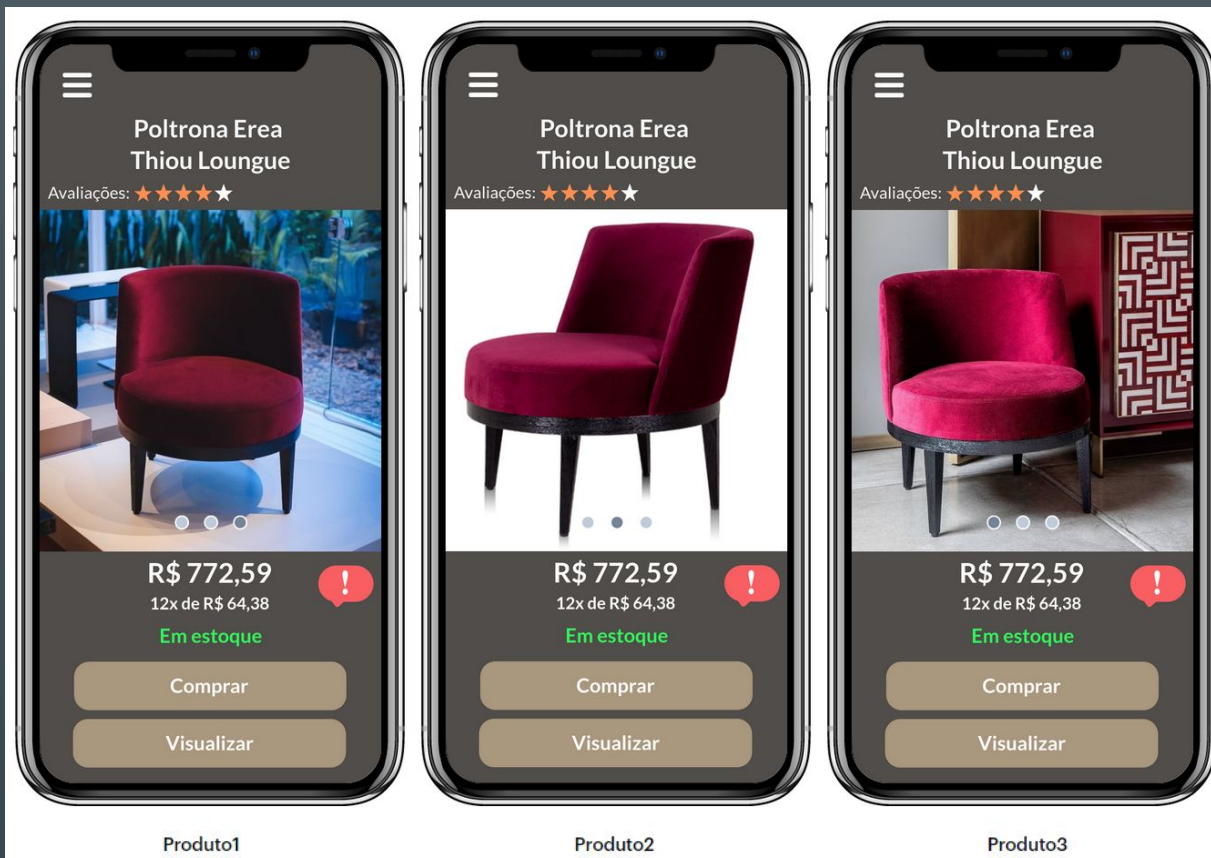 Poltrona Erea
Thiou Loungue
Avaliações:
R$ 772,59
12x de R$ 64,38
!
Em estoque
Comprar
Visualizar
Produto1
Poltrona Erea
Thiou Loungue
Avaliações:
R$ 772,59
12x de R$ 64,38
!
Em estoque
Comprar
Visualizar
Produto2
Poltrona Erea
Thiou Loungue
Avaliações:
R$ 772,59
12x de R$ 64,38
!
Em estoque
Comprar
Visualizar
Produto3